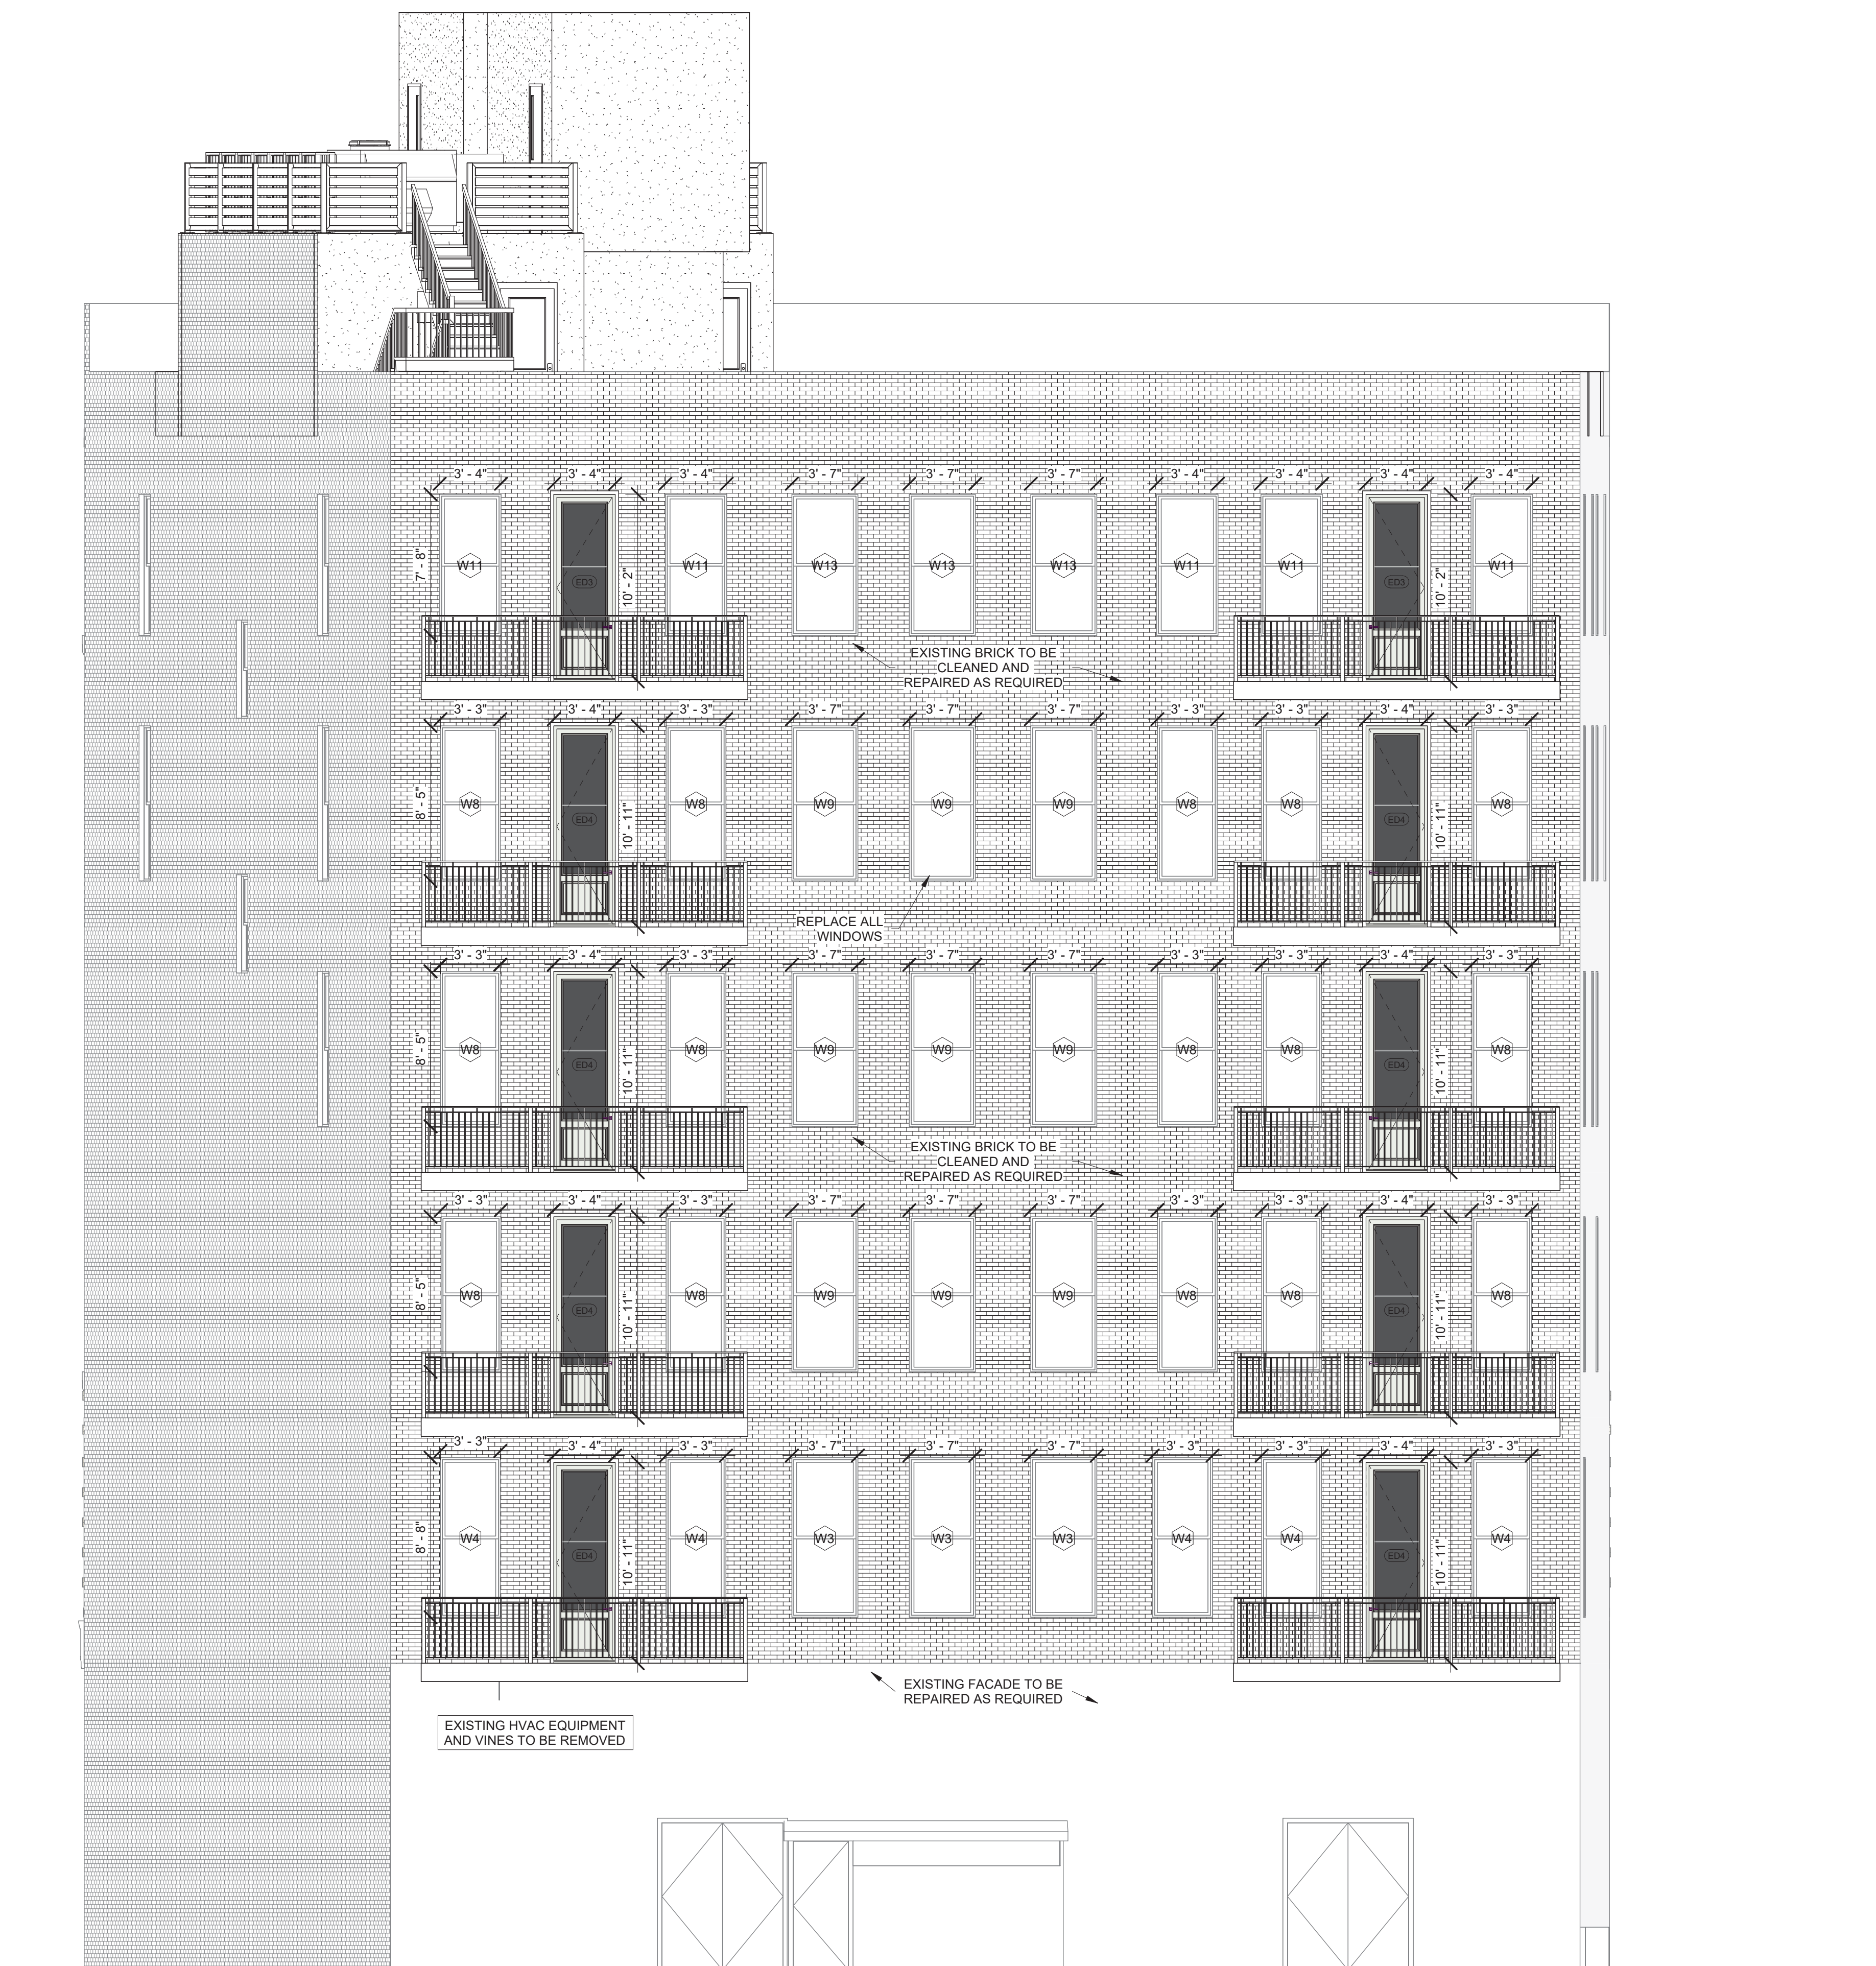 3' - 4" 3' - 4" 3' - 4" 3' - 7" 3' - 7" 3' - 7" 3' - 4" 3' - 4" 3' - 4" 3' - 4"
7' - 8" W11 ED3 10' - 2" W11 W13 W13 W13 W11 W11 ED3 10' - 2" W11
EXISTING BRICK TO BE
CLEANED AND
REPAIRED AS REQUIRED
3' - 3" 3' - 4" 3' - 3" 3' - 7" 3' - 7" 3' - 7" 3' - 3" 3' - 3" 3' - 4" 3' - 3"
8' - 5" W8 ED4 10' - 11" W8 W9 W9 W9 W8 W8 ED4 10' - 11" W8
REPLACE ALL
WINDOWS
3' - 3" 3' - 4" 3' - 3" 3' - 7" 3' - 7" 3' - 7" 3' - 3" 3' - 3" 3' - 4" 3' - 3"
8' - 5" W8 ED4 10' - 11" W8 W9 W9 W9 W8 W8 ED4 10' - 11" W8
EXISTING BRICK TO BE
CLEANED AND
REPAIRED AS REQUIRED
3' - 3" 3' - 4" 3' - 3" 3' - 7" 3' - 7" 3' - 7" 3' - 3" 3' - 3" 3' - 4" 3' - 3"
8' - 5" W8 ED4 10' - 11" W8 W9 W9 W9 W8 W8 ED4 10' - 11" W8
3' - 3" 3' - 4" 3' - 3" 3' - 7" 3' - 7" 3' - 7" 3' - 3" 3' - 3" 3' - 4" 3' - 3"
8' - 8" W4 ED4 10' - 11" W4 W3 W3 W3 W4 W4 ED4 10' - 11" W4
EXISTING FACADE TO BE
REPAIRED AS REQUIRED
EXISTING HVAC EQUIPMENT
AND VINES TO BE REMOVED